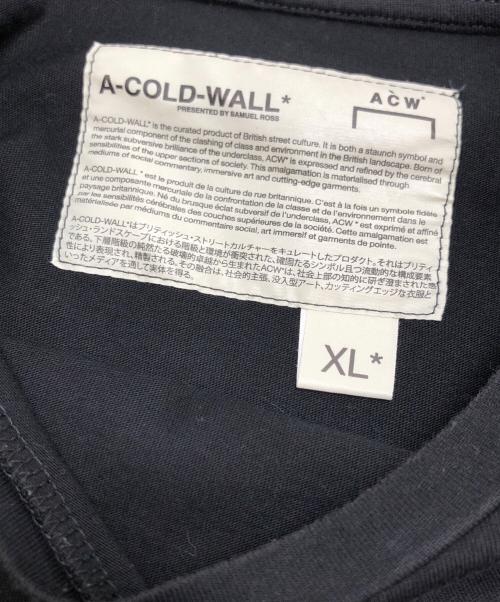 A-COLD-WALL*
PRESENTED BY SAMUEL ROSS
ACW*
A-COLD-WALL* is the curated product of British street culture. It is both a staunch symbol and
mercurial component of the clashing of class and environment in the British landscape. Born of
the stark subversive brilliance of the underclass, ACW* is expressed and refined by the cerebral
sensibilities of the upper sections of society. This amalgamation is materialised through
mediums of social commentary; immersive art and cutting-edge garments.
A-COLD-WALL* est le produit de la culture de rue britannique. C'est à la fois un symbole fidèle
et une composante mercuriale de la confrontation de la classe et de l'environnement dans le
paysage britannique. Né du brusque éclat subversif de l'underclass, ACW* est exprimé et affiné
par les sensibilités cérébrales des couches supérieures de la société. Cette amalgamation est
matérialisée par médiums du commentaire social, art immersif et garments de pointe.
A-COLD-WALL*はブリティッシュ・ストリートカルチャーをキュレートしたプロダクト。それはブリティ
ッシュ・ランドスケープにおける階級と環境が衝突された、確固たるシンボル且つ流動的な構成要素
である。下層階級の純然たる破壊的卓越から生まれたACW*は、社会上部の知的に研ぎ澄まされた感
性により表現され、精製される。その融合は、社会的主張、没入型アート、カッティングエッジな衣服と
いったメディアを通して実体を得る。
XL*